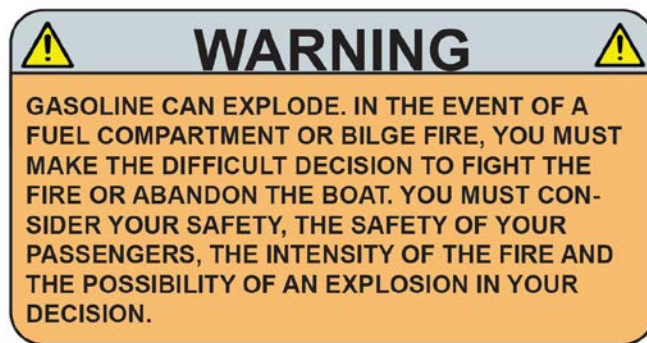 WARNING
GASOLINE CAN EXPLODE. IN THE EVENT OF A
FUEL COMPARTMENT OR BILGE FIRE, YOU MUST
MAKE THE DIFFICULT DECISION TO FIGHT THE
FIRE OR ABANDON THE BOAT. YOU MUST CON-
SIDER YOUR SAFETY, THE SAFETY OF YOUR
PASSENGERS, THE INTENSITY OF THE FIRE AND
THE POSSIBILITY OF AN EXPLOSION IN YOUR
DECISION.